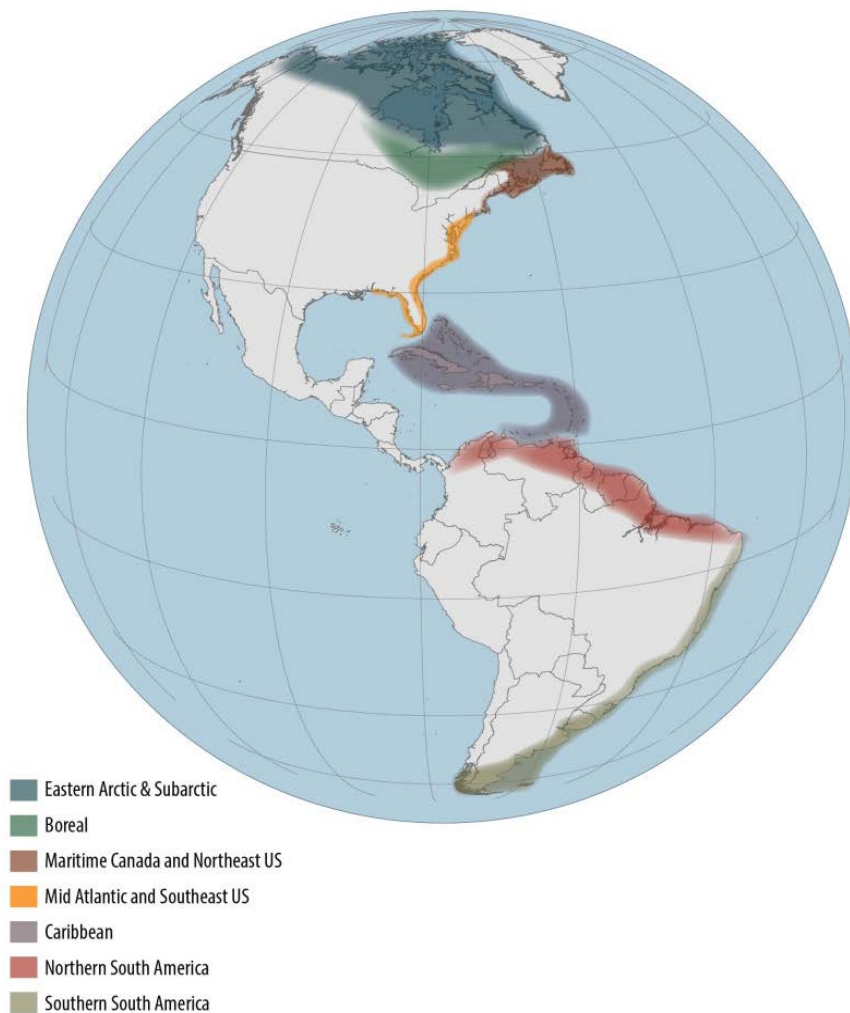 Eastern Arctic & Subarctic
Boreal
Maritime Canada and Northeast US
Mid Atlantic and Southeast US
Caribbean
Northern South America
Southern South America